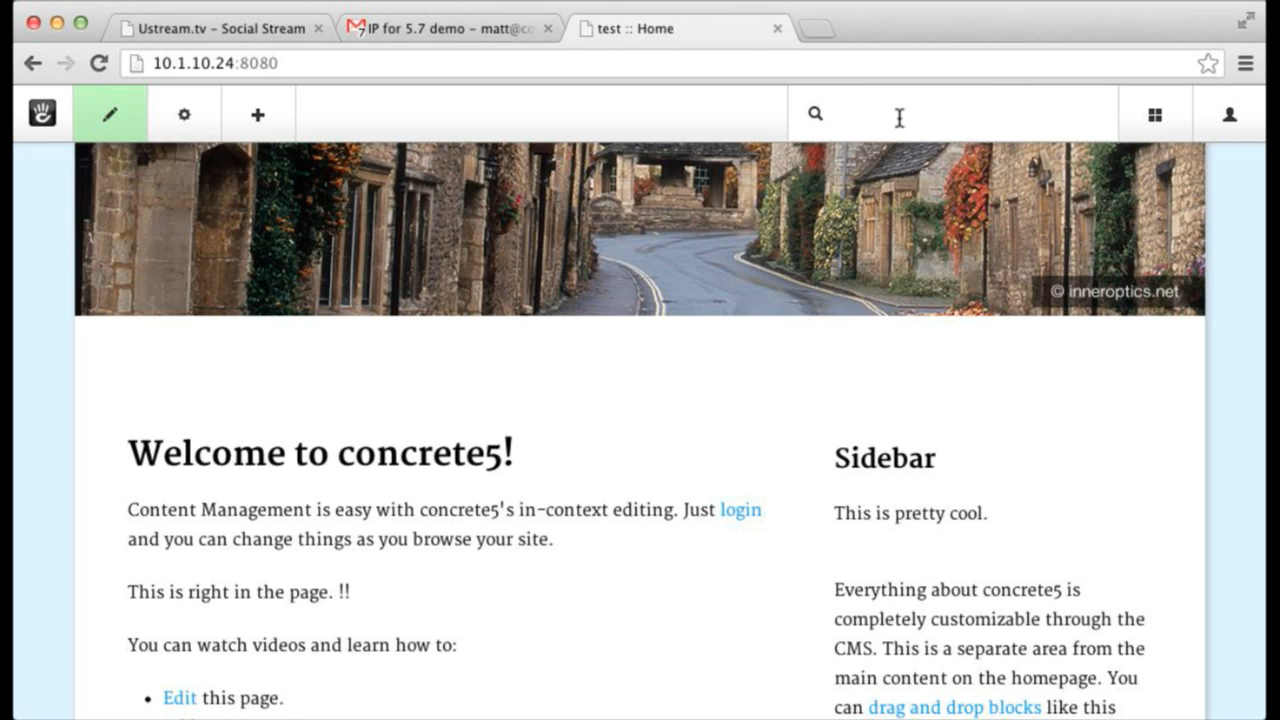 Ustream.tv – Social Stream
IP for 5.7 demo – matt@co
test :: Home
10.1.10.24:8080
© inneroptics.net
Welcome to concrete5!
Content Management is easy with concrete5's in-context editing. Just login
and you can change things as you browse your site.
This is right in the page. !!
You can watch videos and learn how to:
• Edit this page.
Sidebar
This is pretty cool.
Everything about concrete5 is
completely customizable through the
CMS. This is a separate area from the
main content on the homepage. You
can drag and drop blocks like this